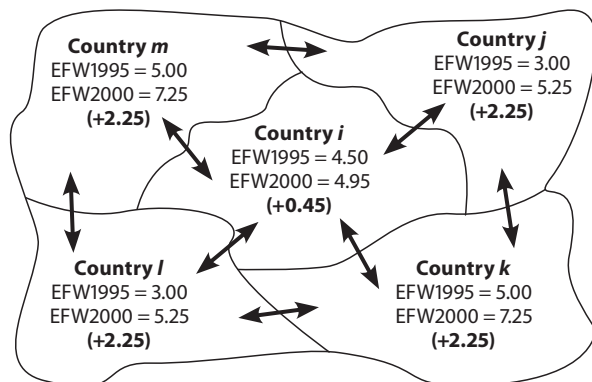 Country m
EFW1995 = 5.00
EFW2000 = 7.25
(+2.25)
Country j
EFW1995 = 3.00
EFW2000 = 5.25
(+2.25)
Country i
EFW1995 = 4.50
EFW2000 = 4.95
(+0.45)
Country l
EFW1995 = 3.00
EFW2000 = 5.25
(+2.25)
Country k
EFW1995 = 5.00
EFW2000 = 7.25
(+2.25)